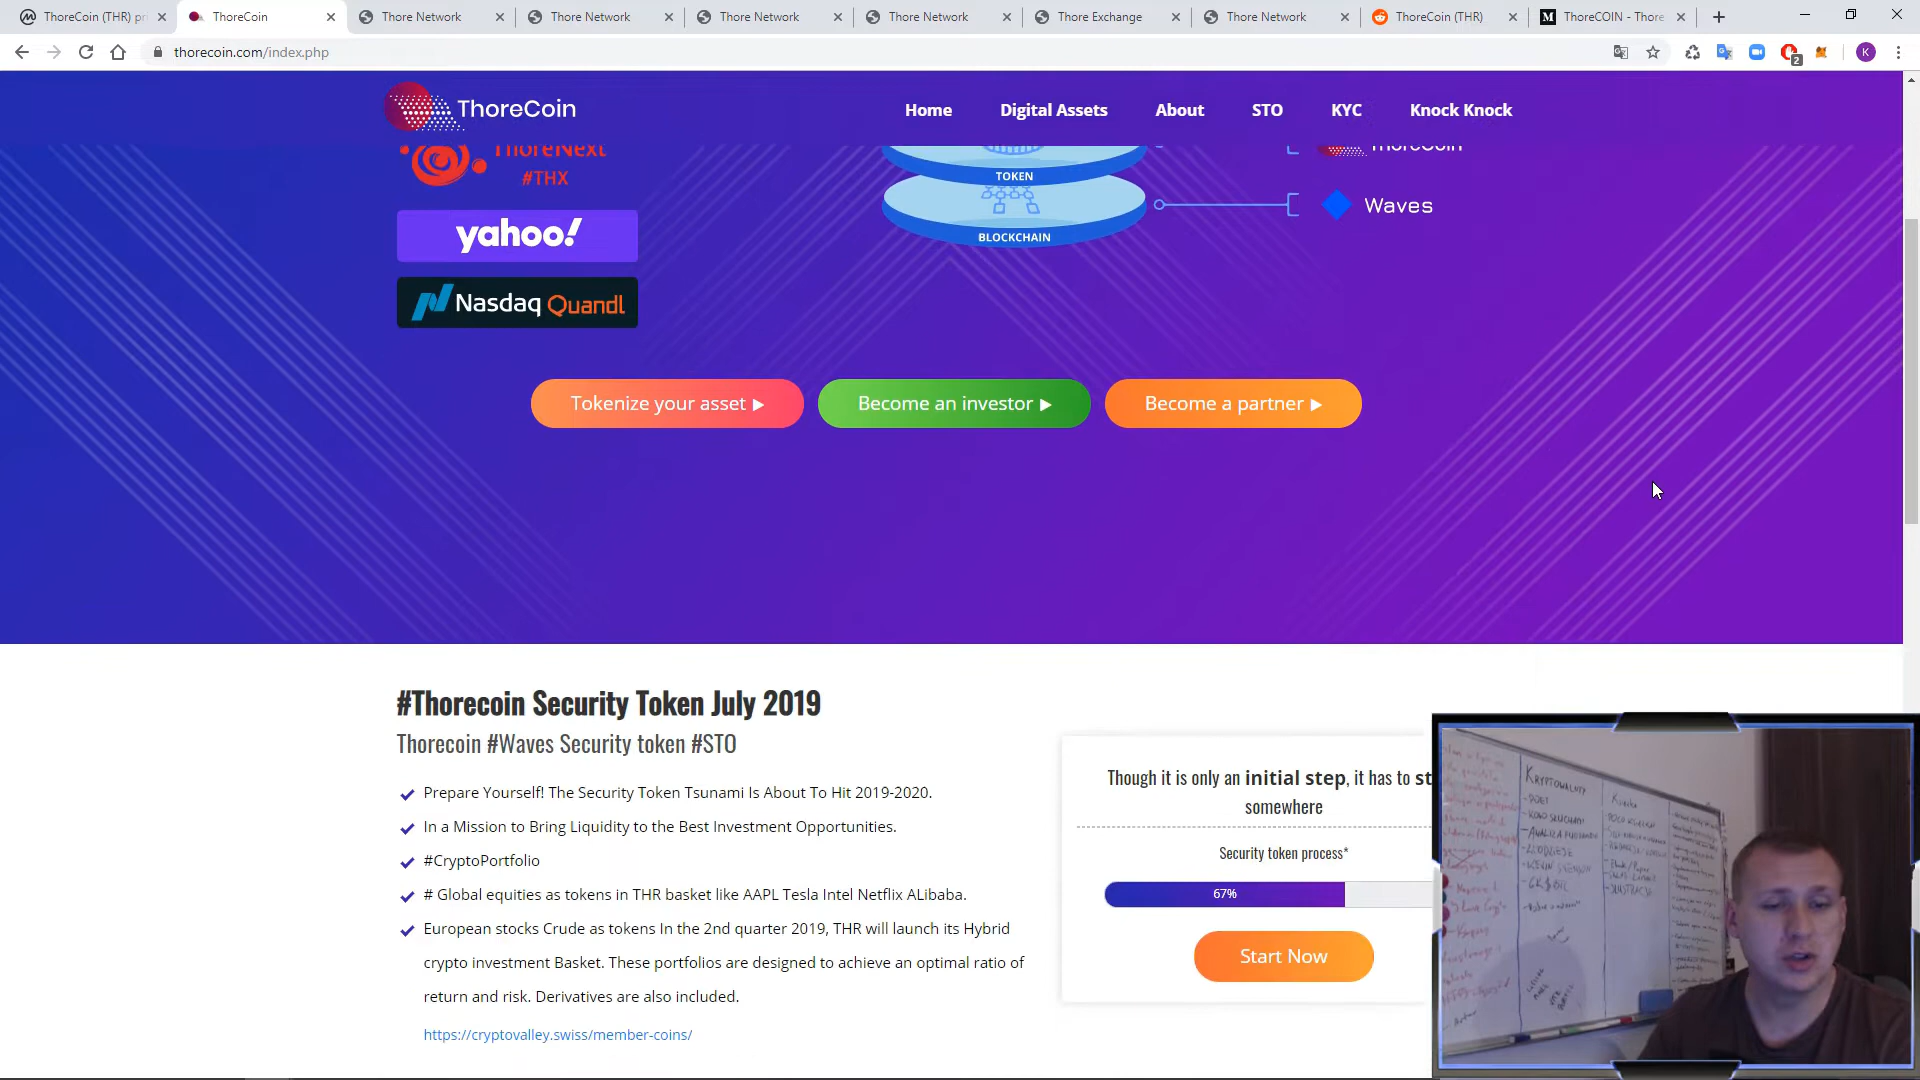 ThoreCoin (THR) pr
ThoreCoin
Thore Network
Thore Network
Thore Network
Thore Network
Thore Exchange
Thore Network
ThoreCoin (THR)
ThoreCOIN - Thore
thorecoin.com/index.php
2
K
ThoreCoin
Home
Digital Assets
About
STO
KYC
Knock Knock
ThoreNext
#THX
ThoreCoin
TOKEN
Waves
BLOCKCHAIN
yahoo!
Nasdaq Quandl
Tokenize your asset ▶
Become an investor ▶
Become a partner ▶
#Thorecoin Security Token July 2019
Thorecoin #Waves Security token #STO
Prepare Yourself! The Security Token Tsunami Is About To Hit 2019-2020.
In a Mission to Bring Liquidity to the Best Investment Opportunities.
#CryptoPortfolio
# Global equities as tokens in THR basket like AAPL Tesla Intel Netflix ALibaba.
European stocks Crude as tokens In the 2nd quarter 2019, THR will launch its Hybrid
crypto investment Basket. These portfolios are designed to achieve an optimal ratio of
return and risk. Derivatives are also included.
https://cryptovalley.swiss/member-coins/
Though it is only an initial step, it has to st
somewhere
Security token process*
67%
Start Now
KRYPTOWALUTY